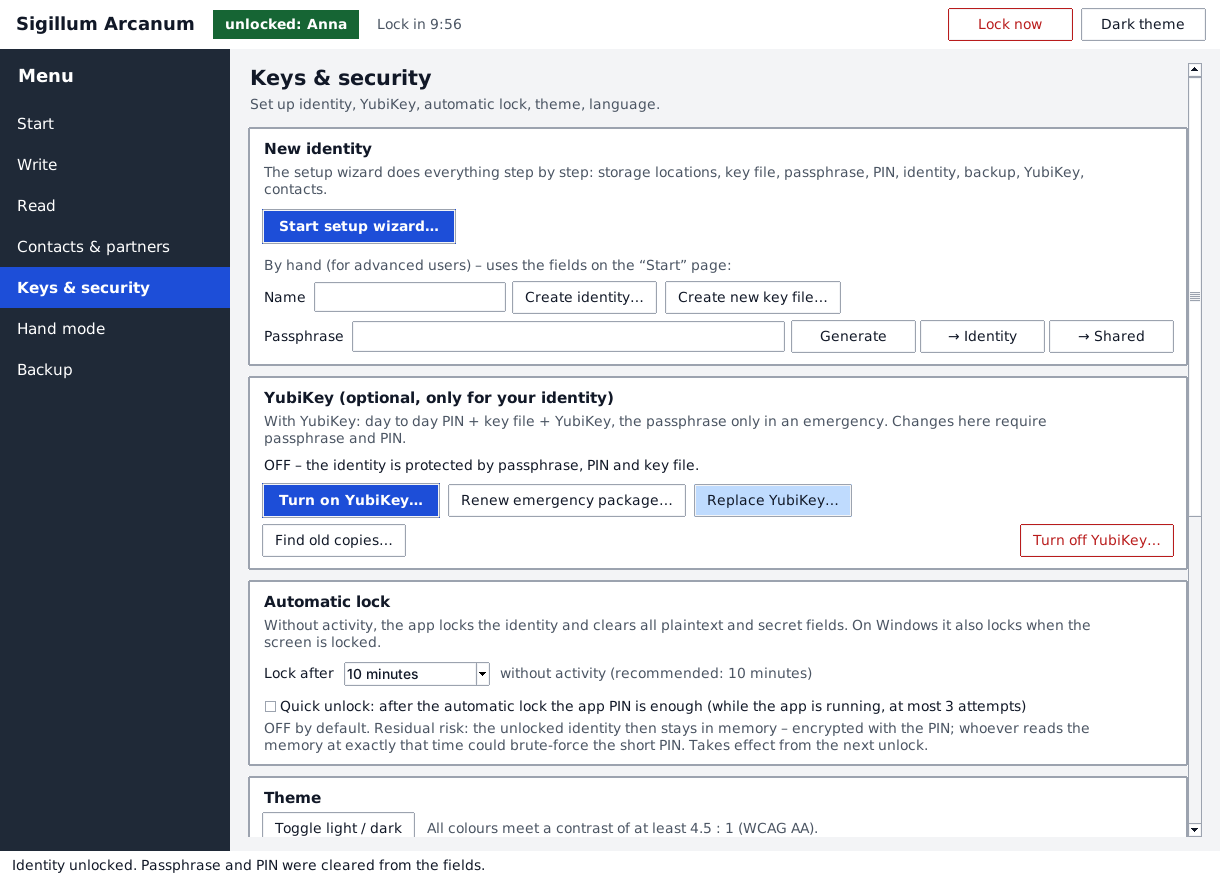 Sigillum Arcanum
unlocked: Anna
Lock in 9:56
Lock now
Dark theme
Menu
Start
Write
Read
Contacts & partners
Keys & security
Hand mode
Backup
Keys & security
Set up identity, YubiKey, automatic lock, theme, language.
New identity
The setup wizard does everything step by step: storage locations, key file, passphrase, PIN, identity, backup, YubiKey,
contacts.
Start setup wizard…
By hand (for advanced users) – uses the fields on the “Start” page:
Name
Create identity…
Create new key file…
Passphrase
Generate
→ Identity
→ Shared
YubiKey (optional, only for your identity)
With YubiKey: day to day PIN + key file + YubiKey, the passphrase only in an emergency. Changes here require
passphrase and PIN.
OFF – the identity is protected by passphrase, PIN and key file.
Turn on YubiKey…
Renew emergency package…
Replace YubiKey…
Find old copies…
Turn off YubiKey…
Automatic lock
Without activity, the app locks the identity and clears all plaintext and secret fields. On Windows it also locks when the
screen is locked.
Lock after
10 minutes
without activity (recommended: 10 minutes)
Quick unlock: after the automatic lock the app PIN is enough (while the app is running, at most 3 attempts)
OFF by default. Residual risk: the unlocked identity then stays in memory – encrypted with the PIN; whoever reads the
memory at exactly that time could brute-force the short PIN. Takes effect from the next unlock.
Theme
Toggle light / dark
All colours meet a contrast of at least 4.5 : 1 (WCAG AA).
Identity unlocked. Passphrase and PIN were cleared from the fields.